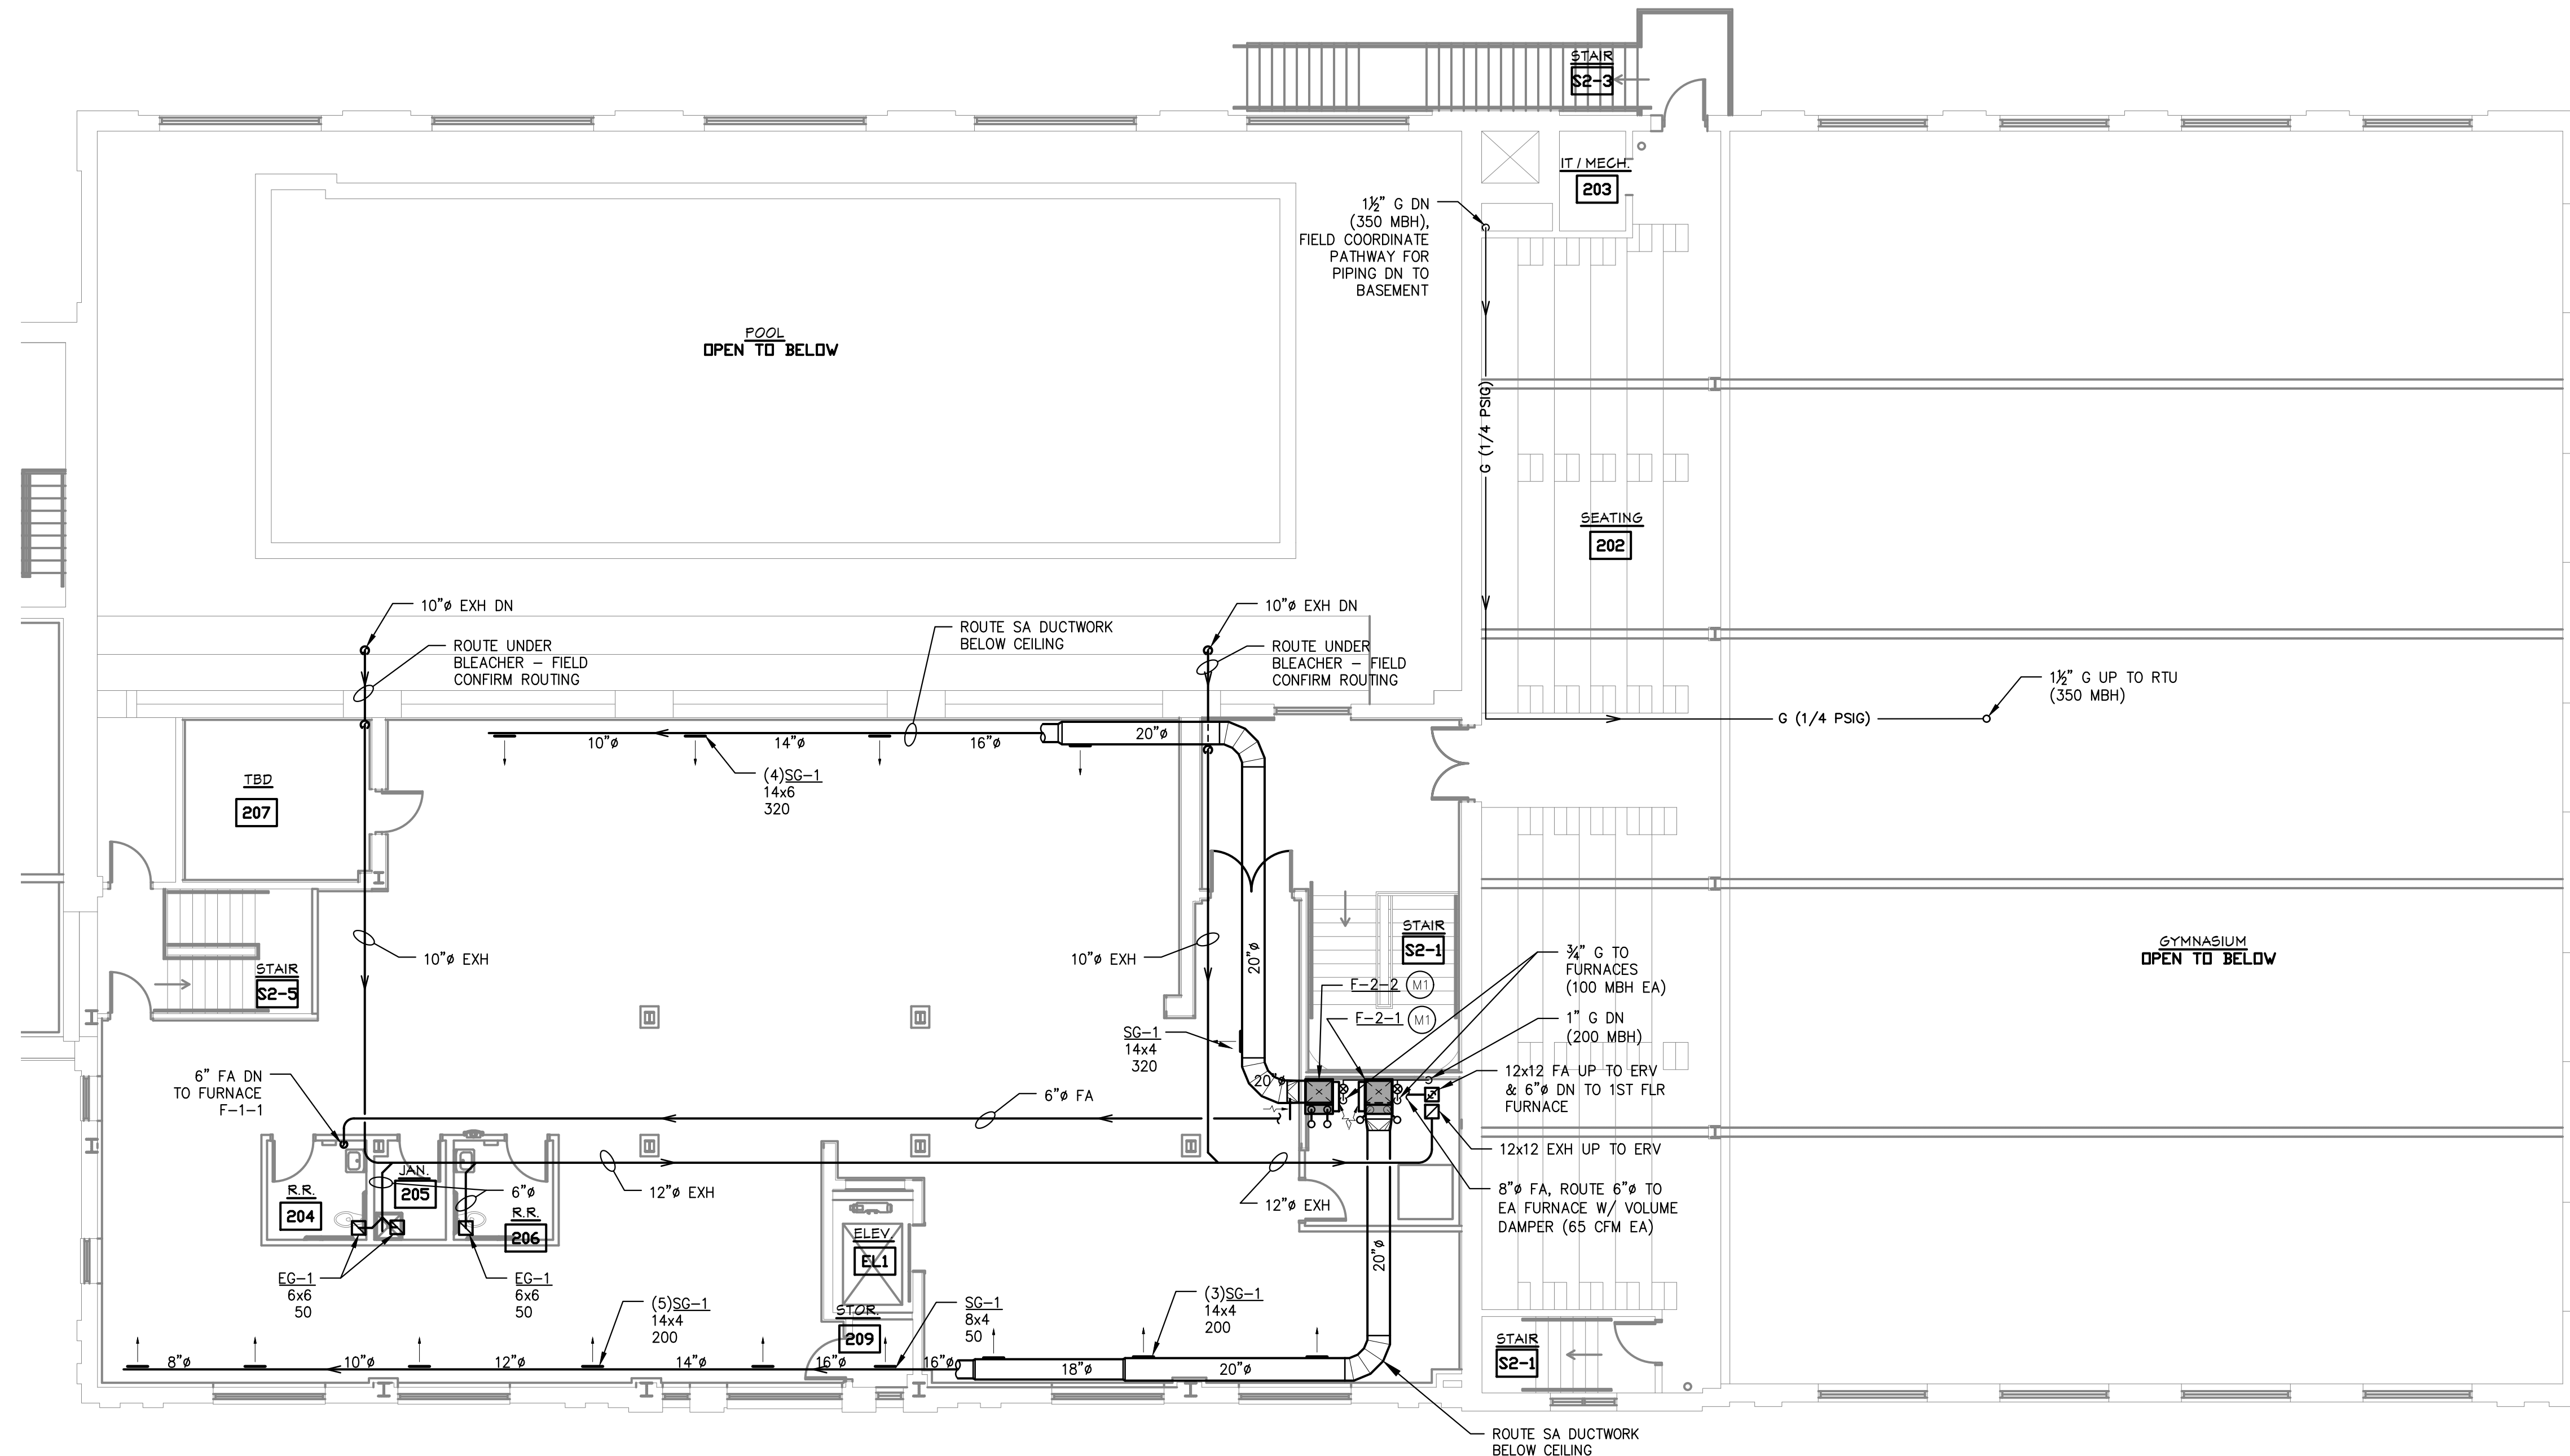 STAIR
S2-3
IT / MECH.
203
1½" G DN
(350 MBH),
FIELD COORDINATE
PATHWAY FOR
PIPING DN TO
BASEMENT
POOL
OPEN TO BELOW
G (1/4 PSIG)
SEATING
202
10"ø EXH DN
ROUTE UNDER
BLEACHER – FIELD
CONFIRM ROUTING
ROUTE SA DUCTWORK
BELOW CEILING
10"ø EXH DN
ROUTE UNDER
BLEACHER – FIELD
CONFIRM ROUTING
1½" G UP TO RTU
(350 MBH)
G (1/4 PSIG)
10"ø
14"ø
16"ø
20"ø
(4)SG-1
14x6
320
TBD
207
STAIR
S2-5
10"ø EXH
10"ø EXH
20"ø
STAIR
S2-1
F-2-2
M1
F-2-1
M1
¾" G TO
FURNACES
(100 MBH EA)
1" G DN
(200 MBH)
12x12 FA UP TO ERV
& 6"ø DN TO 1ST FLR
FURNACE
12x12 EXH UP TO ERV
8"ø FA, ROUTE 6"ø TO
EA FURNACE W/ VOLUME
DAMPER (65 CFM EA)
GYMNASIUM
OPEN TO BELOW
SG-1
14x4
320
20"ø
6" FA DN
TO FURNACE
F-1-1
6"ø FA
JAN.
205
R.R.
204
6"ø
R.R.
206
12"ø EXH
12"ø EXH
ELEV.
EL1
20"ø
EG-1
6x6
50
EG-1
6x6
50
(5)SG-1
14x4
200
STOR.
209
SG-1
8x4
50
(3)SG-1
14x4
200
STAIR
S2-1
8"ø
10"ø
12"ø
14"ø
16"ø
16"ø
18"ø
20"ø
ROUTE SA DUCTWORK
BELOW CEILING